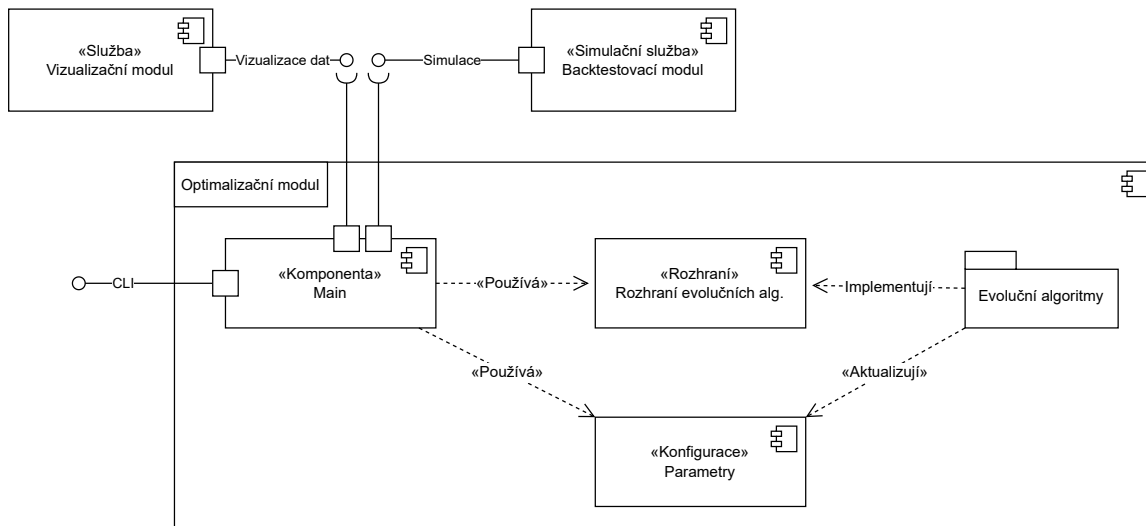 «Služba»
Vizualizační modul
Vizualizace dat
Simulace
«Simulační služba»
Backtestovací modul
Optimalizační modul
CLI
«Komponenta»
Main
«Používá»
«Rozhraní»
Rozhraní evolučních alg.
Implementují
Evoluční algoritmy
«Používá»
«Aktualizují»
«Konfigurace»
Parametry